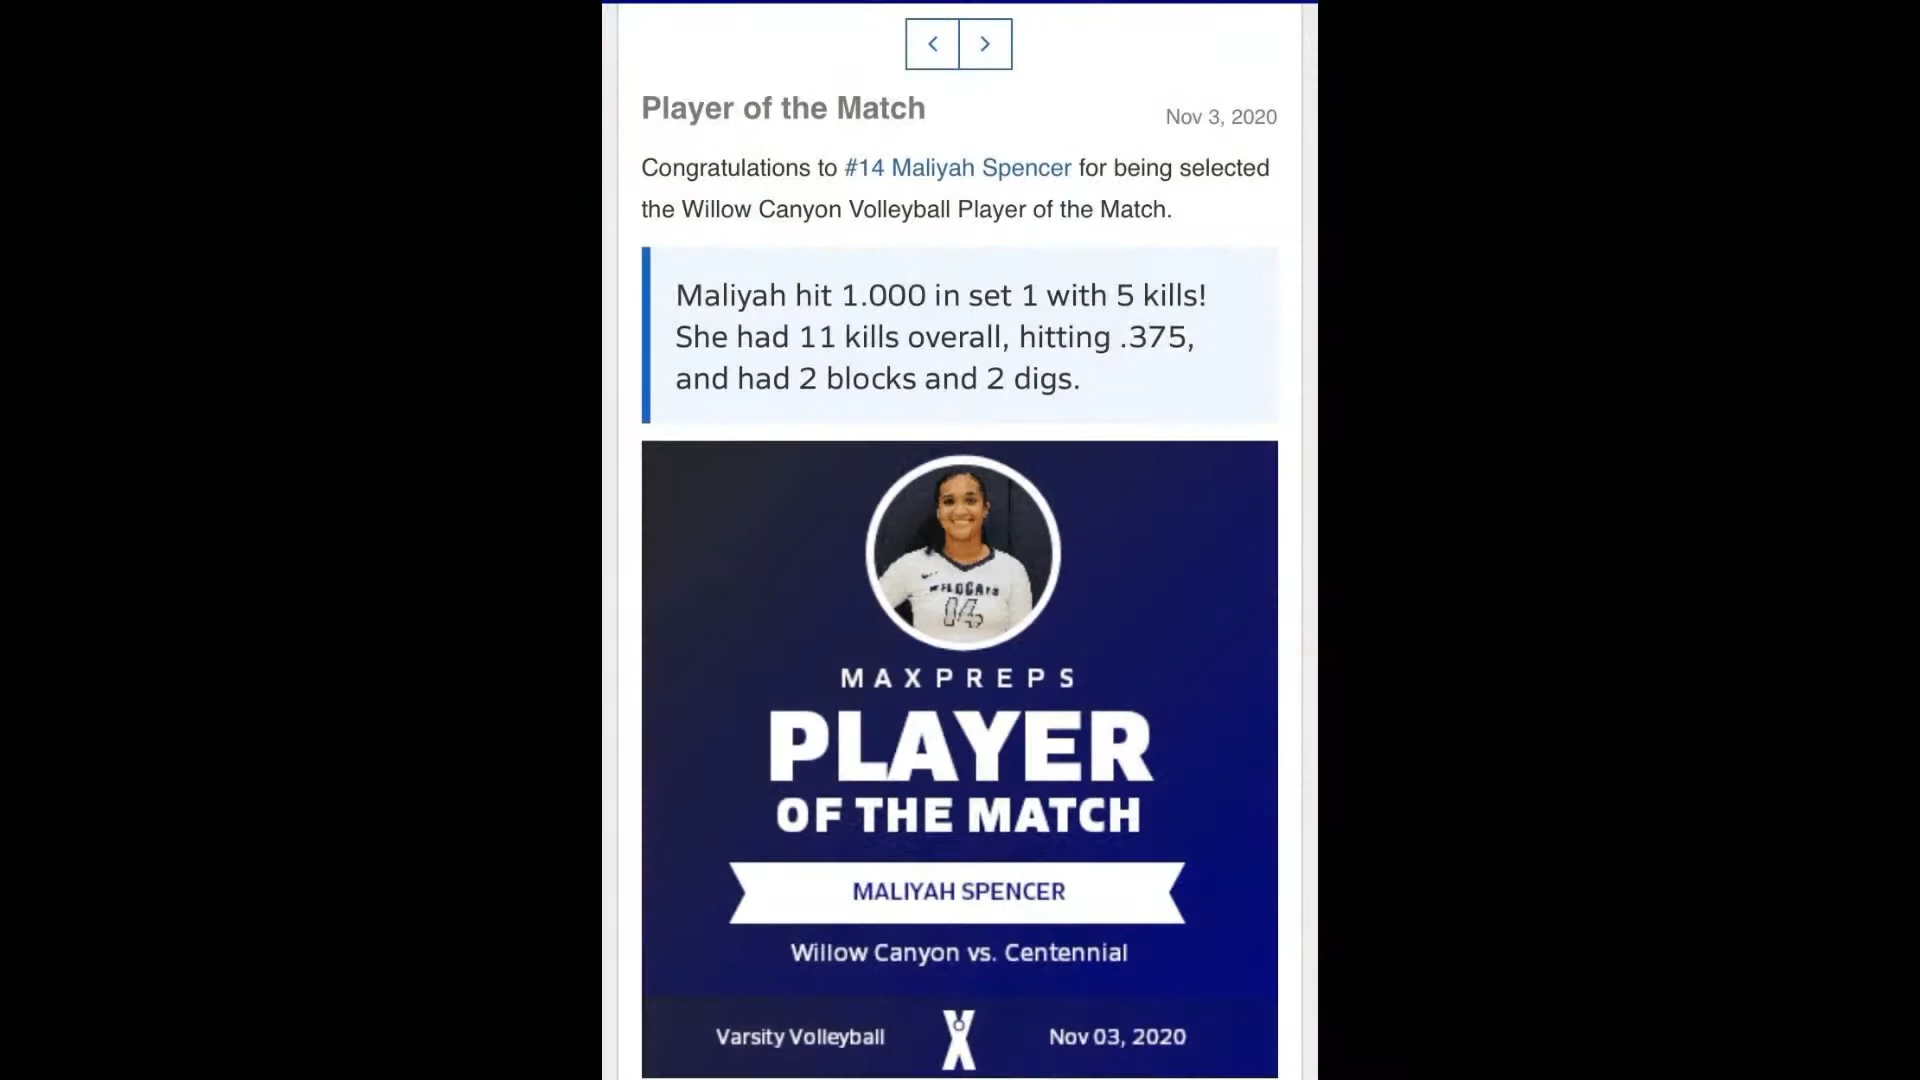 Player of the Match
Nov 3, 2020
Congratulations to #14 Maliyah Spencer for being selected
the Willow Canyon Volleyball Player of the Match.
Maliyah hit 1.000 in set 1 with 5 kills!
She had 11 kills overall, hitting .375,
and had 2 blocks and 2 digs.
WILDCATS
14
MAXPREPS
PLAYER
OF THE MATCH
MALIYAH SPENCER
Willow Canyon vs. Centennial
Varsity Volleyball
Nov 03, 2020